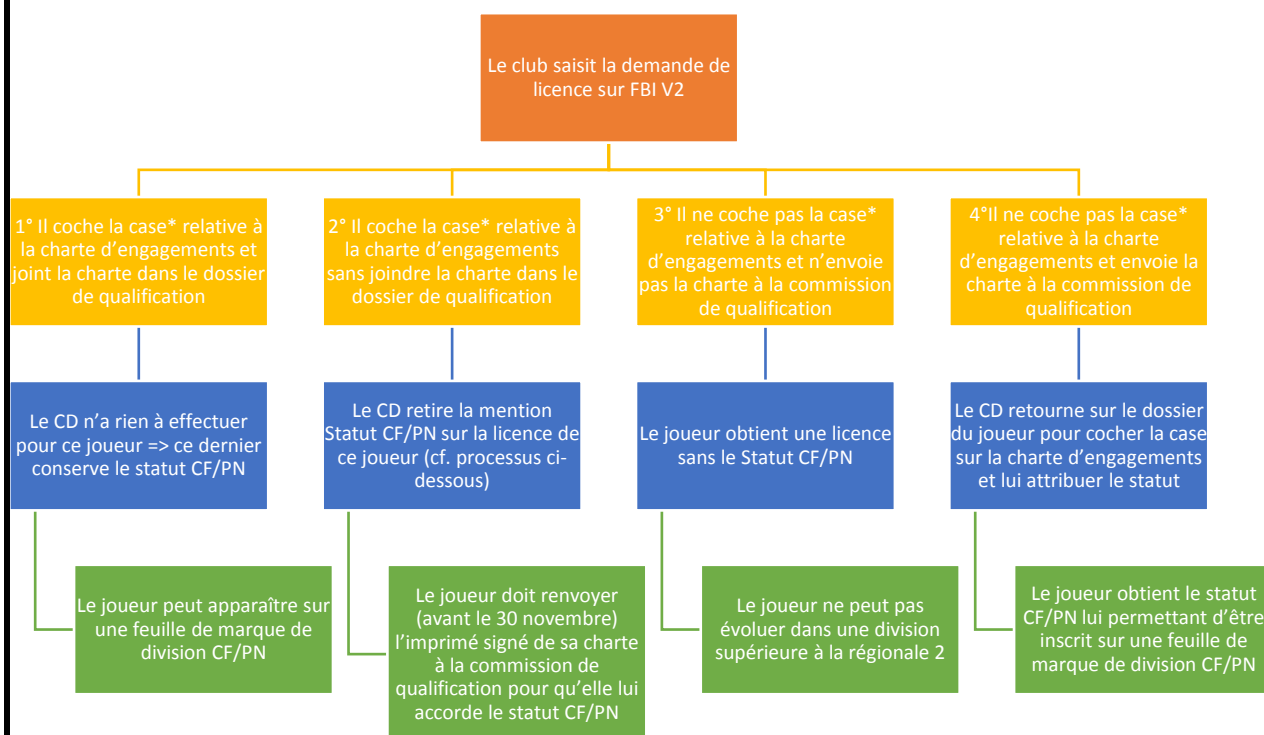 Le club saisit la demande de
licence sur FBI V2
1° Il coche la case* relative à
la charte d'engagements et
joint la charte dans le dossier
de qualification
2° Il coche la case* relative à
la charte d'engagements
sans joindre la charte dans le
dossier de qualification
3° Il ne coche pas la case*
relative à la charte
d'engagements et n'envoie
pas la charte à la commission
de qualification
4°Il ne coche pas la case*
relative à la charte
d'engagements et envoie la
charte à la commission de
qualification
Le CD n'a rien à effectuer
pour ce joueur => ce dernier
conserve le statut CF/PN
Le CD retire la mention
Statut CF/PN sur la licence de
ce joueur (cf. processus ci-
dessous)
Le joueur obtient une licence
sans le Statut CF/PN
Le CD retourne sur le dossier
du joueur pour cocher la case
sur la charte d'engagements
et lui attribuer le statut
Le joueur peut apparaître sur
une feuille de marque de
division CF/PN
Le joueur doit renvoyer
(avant le 30 novembre)
l'imprimé signé de sa charte
à la commission de
qualification pour qu'elle lui
accorde le statut CF/PN
Le joueur ne peut pas
évoluer dans une division
supérieure à la régionale 2
Le joueur obtient le statut
CF/PN lui permettant d'être
inscrit sur une feuille de
marque de division CF/PN